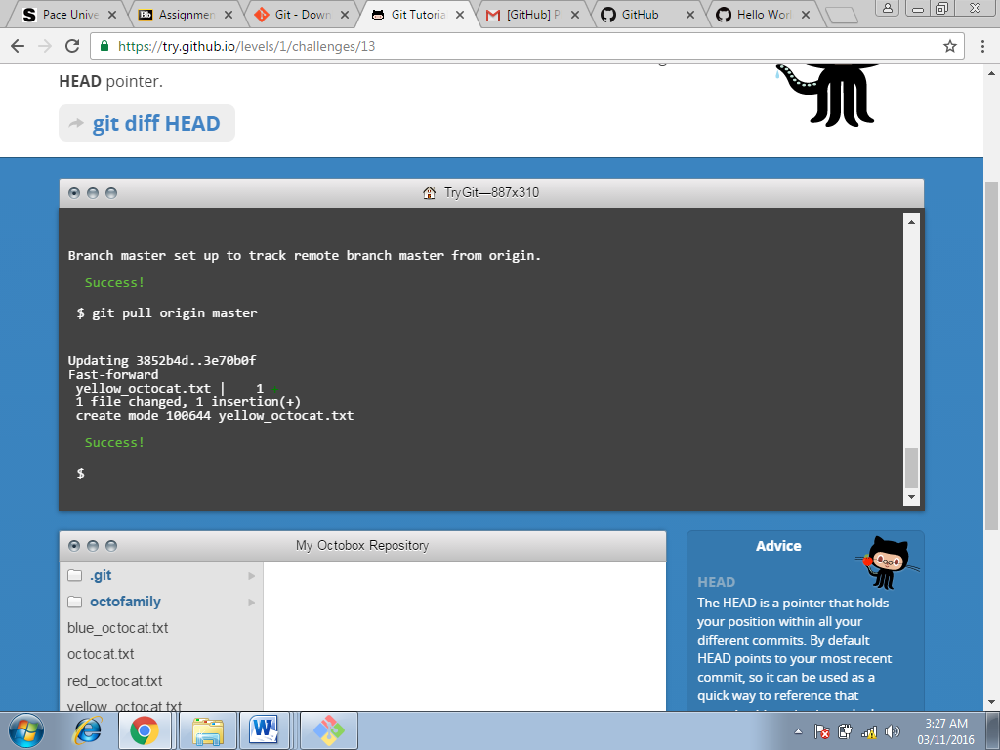 Pace Unive
Bb Assignmen
Git - Down
Git Tutoria
[GitHub] P
GitHub
Hello Worl
https://try.github.io/levels/1/challenges/13
HEAD pointer.
git diff HEAD
TryGit—887x310
Branch master set up to track remote branch master from origin.
Success!
$ git pull origin master
Updating 3852b4d..3e70b0f
Fast-forward
yellow_octocat.txt | 1 +
1 file changed, 1 insertion(+)
create mode 100644 yellow_octocat.txt
Success!
$
My Octobox Repository
.git
octofamily
blue_octocat.txt
octocat.txt
red_octocat.txt
yellow_octocat.txt
Advice
HEAD
The HEAD is a pointer that holds
your position within all your
different commits. By default
HEAD points to your most recent
commit, so it can be used as a
quick way to reference that
3:27 AM
03/11/2016